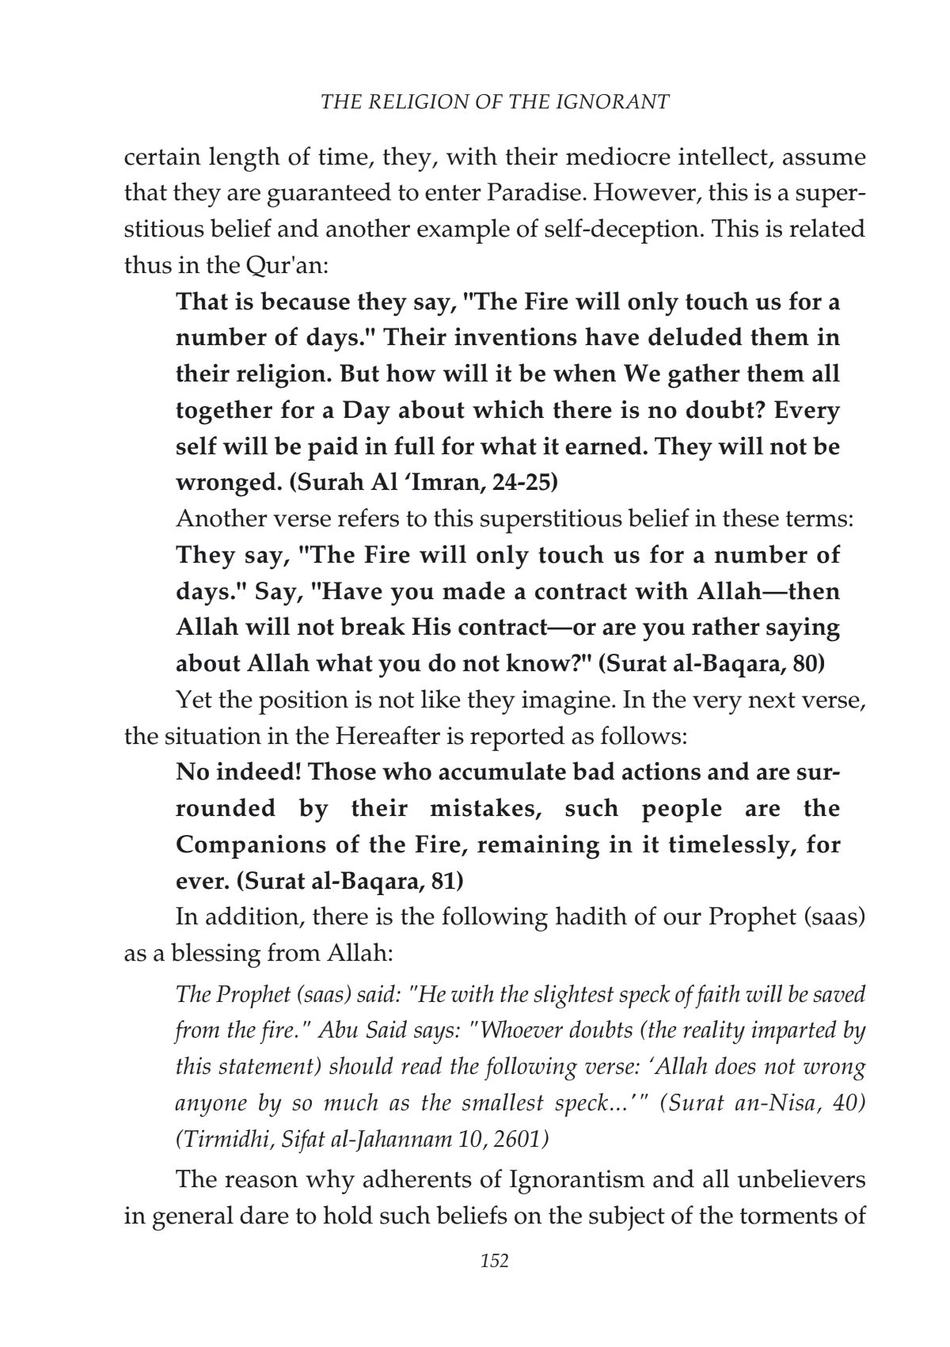 THE RELIGION OF THE IGNORANT
certain length of time, they, with their mediocre intellect, assume
that they are guaranteed to enter Paradise. However, this is a super-
stitious belief and another example of self-deception. This is related
thus in the Qur'an:
That is because they say, "The Fire will only touch us for a
number of days." Their inventions have deluded them in
their religion. But how will it be when We gather them all
together for a Day about which there is no doubt? Every
self will be paid in full for what it earned. They will not be
wronged. (Surah Al ‘Imran, 24-25)
Another verse refers to this superstitious belief in these terms:
They say, "The Fire will only touch us for a number of
days." Say, "Have you made a contract with Allah—then
Allah will not break His contract—or are you rather saying
about Allah what you do not know?" (Surat al-Baqara, 80)
Yet the position is not like they imagine. In the very next verse,
the situation in the Hereafter is reported as follows:
No indeed! Those who accumulate bad actions and are sur-
rounded by their mistakes, such people are the
Companions of the Fire, remaining in it timelessly, for
ever. (Surat al-Baqara, 81)
In addition, there is the following hadith of our Prophet (saas)
as a blessing from Allah:
The Prophet (saas) said: "He with the slightest speck of faith will be saved
from the fire." Abu Said says: "Whoever doubts (the reality imparted by
this statement) should read the following verse: ‘Allah does not wrong
anyone by so much as the smallest speck...'" (Surat an-Nisa, 40)
(Tirmidhi, Sifat al-Jahannam 10, 2601)
The reason why adherents of Ignorantism and all unbelievers
in general dare to hold such beliefs on the subject of the torments of
152